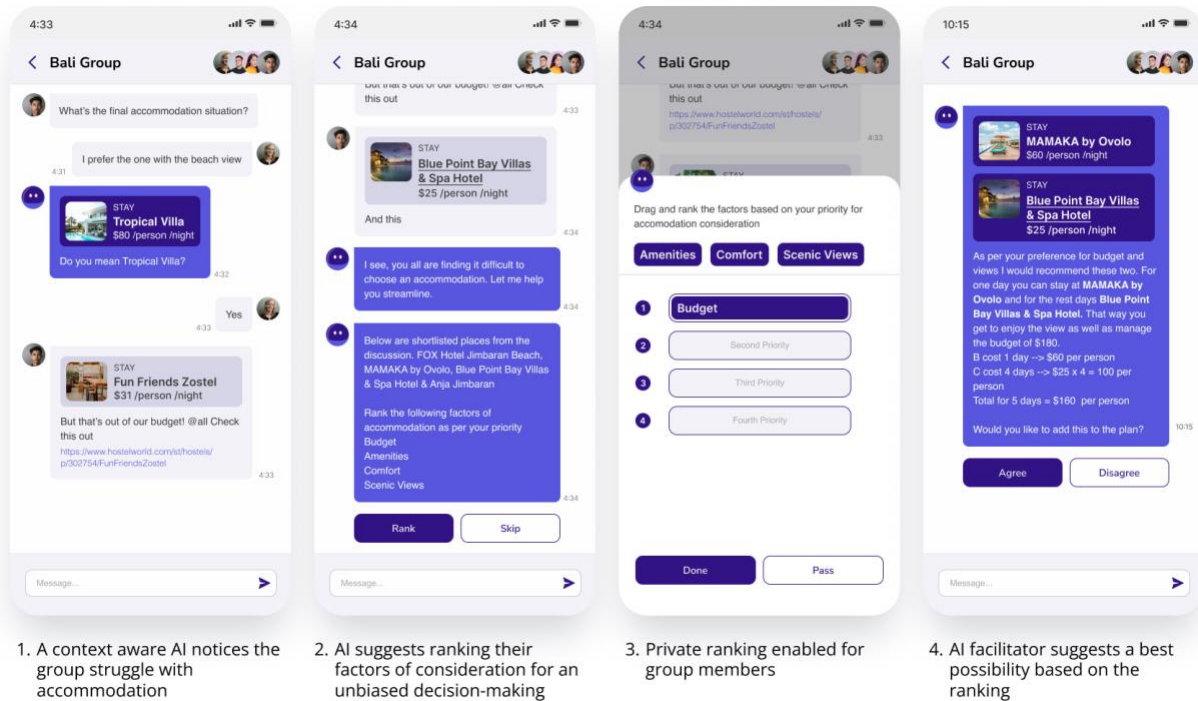 4:33
Bali Group
What's the final accommodation situation?
I prefer the one with the beach view
4:31
STAY
Tropical Villa
$80 /person /night
Do you mean Tropical Villa?
4:32
Yes
4:33
STAY
Fun Friends Zostel
$31 /person /night
But that's out of our budget! @all Check
this out
https://www.hostelworld.com/st/hostels/
p/302754/FunFriendsZostel
4:33
Message...
1. A context aware AI notices the
group struggle with
accommodation
4:34
Bali Group
But that's out of our budget! @all Check
this out
4:33
STAY
Blue Point Bay Villas
& Spa Hotel
$25 /person /night
And this
4:34
I see, you all are finding it difficult to
choose an accommodation. Let me help
you streamline.
4:34
Below are shortlisted places from the
discussion. FOX Hotel Jimbaran Beach,
MAMAKA by Ovolo, Blue Point Bay Villas
& Spa Hotel & Anja Jimbaran
Rank the following factors of
accommodation as per your priority
Budget
Amenities
Comfort
Scenic Views
4:34
Rank
Skip
Message...
2. AI suggests ranking their
factors of consideration for an
unbiased decision-making
4:34
Bali Group
But that's out of our budget! @all Check
this out
https://www.hostelworld.com/st/hostels/
p/302754/FunFriendsZostel
4:33
STAY
Drag and rank the factors based on your priority for
accomodation consideration
Amenities
Comfort
Scenic Views
1
Budget
2
Second Priority
3
Third Priority
4
Fourth Priority
Done
Pass
3. Private ranking enabled for
group members
10:15
Bali Group
STAY
MAMAKA by Ovolo
$60 /person /night
STAY
Blue Point Bay Villas
& Spa Hotel
$25 /person /night
As per your preference for budget and
views I would recommend these two. For
one day you can stay at MAMAKA by
Ovolo and for the rest days Blue Point
Bay Villas & Spa Hotel. That way you
get to enjoy the view as well as manage
the budget of $180.
B cost 1 day --> $60 per person
C cost 4 days --> $25 x 4 = 100 per
person
Total for 5 days = $160 per person
Would you like to add this to the plan?
10:15
Agree
Disagree
Message...
4. AI facilitator suggests a best
possibility based on the
ranking